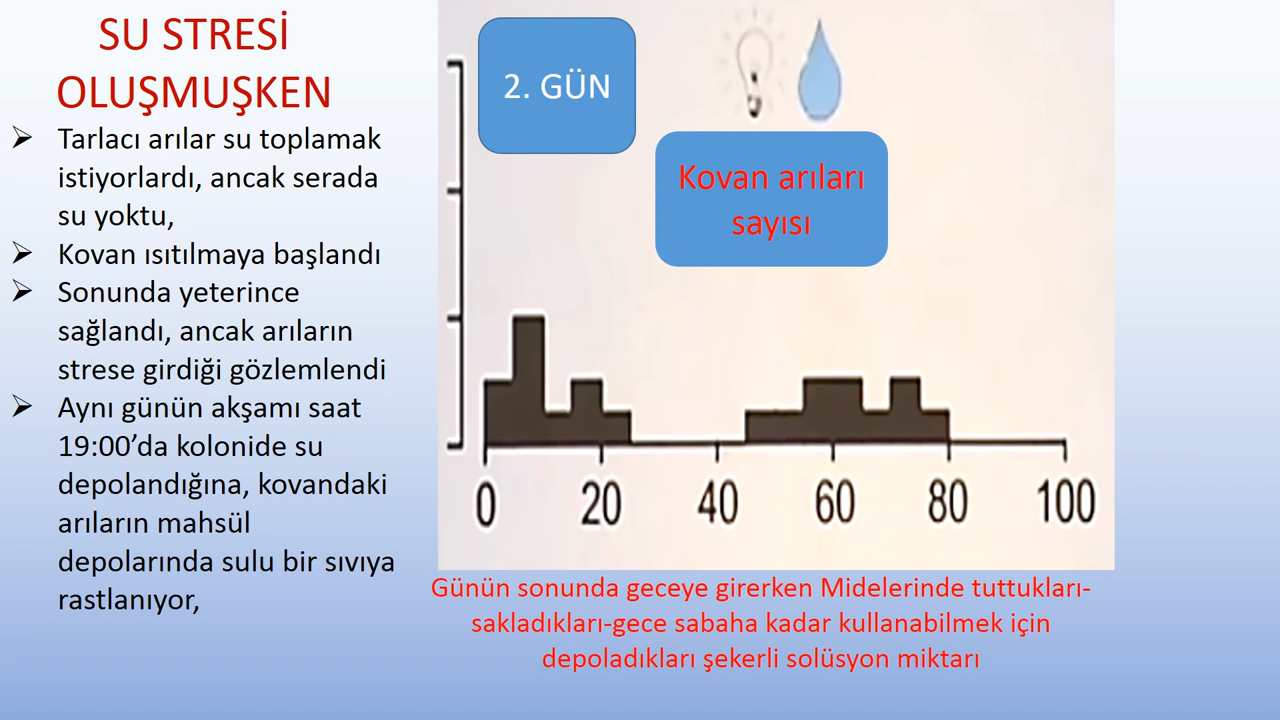 SU STRESİ
OLUŞMUŞKEN
➢ Tarlacı arılar su toplamak
istiyorlardı, ancak serada
su yoktu,
➢ Kovan ısıtılmaya başlandı
➢ Sonunda yeterince
sağlandı, ancak arıların
strese girdiği gözlemlendi
➢ Aynı günün akşamı saat
19:00’da kolonide su
depolandığına, kovandaki
arıların mahsül
depolarında sulu bir sıvıya
rastlanıyor,
2. GÜN
Kovan arıları
sayısı
0 20 40 60 80 100
Günün sonunda geceye girerken Midelerinde tuttukları-
sakladıkları-gece sabaha kadar kullanabilmek için
depoladıkları şekerli solüsyon miktarı